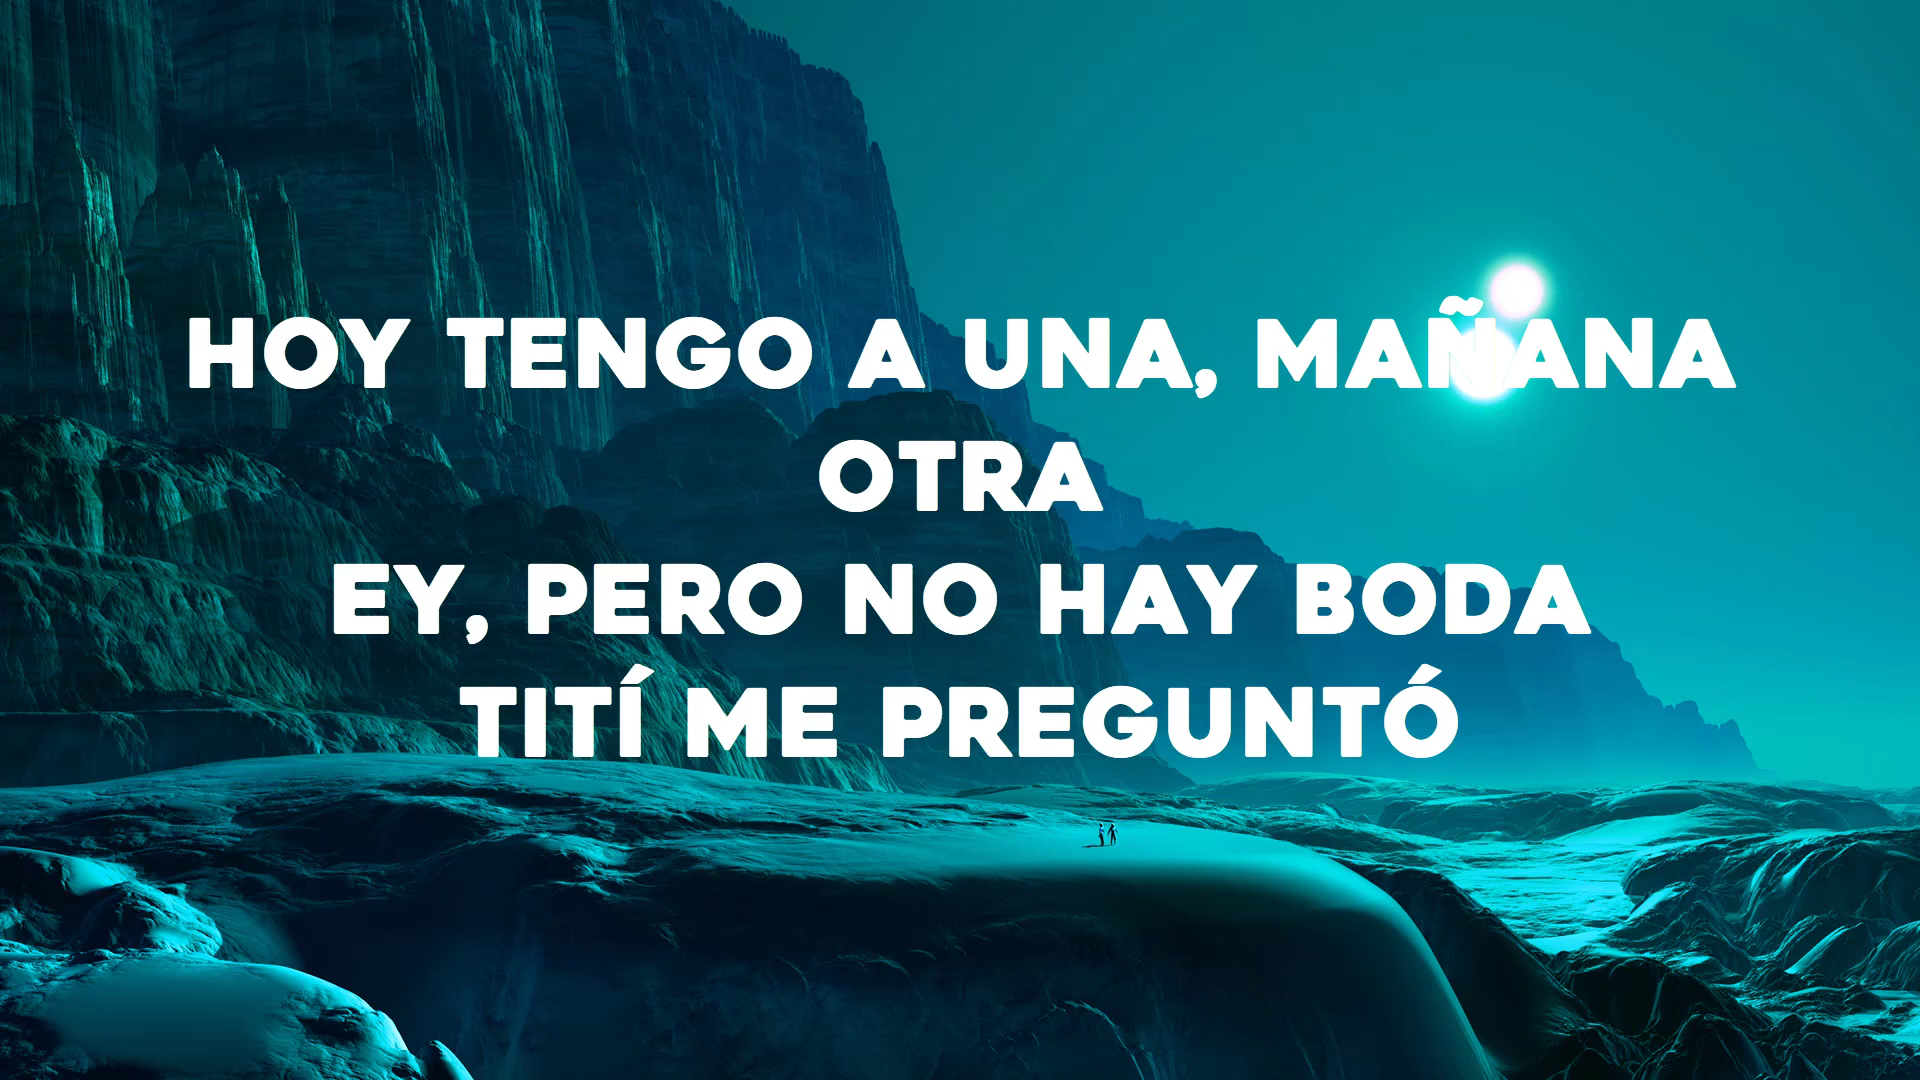 HOY TENGO A UNA, MAÑANA
OTRA
EY, PERO NO HAY BODA
TITÍ ME PREGUNTÓ